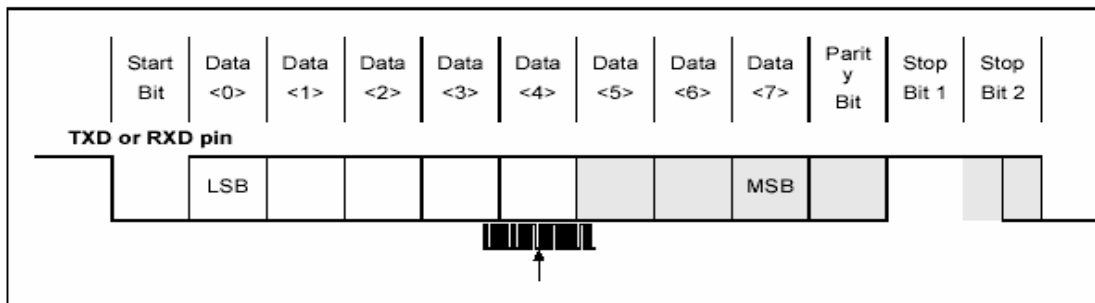 Start Bit
Data <0>
Data <1>
Data <2>
Data <3>
Data <4>
Data <5>
Data <6>
Data <7>
Parit y Bit
Stop Bit 1
Stop Bit 2
TXD or RXD pin
LSB
MSB